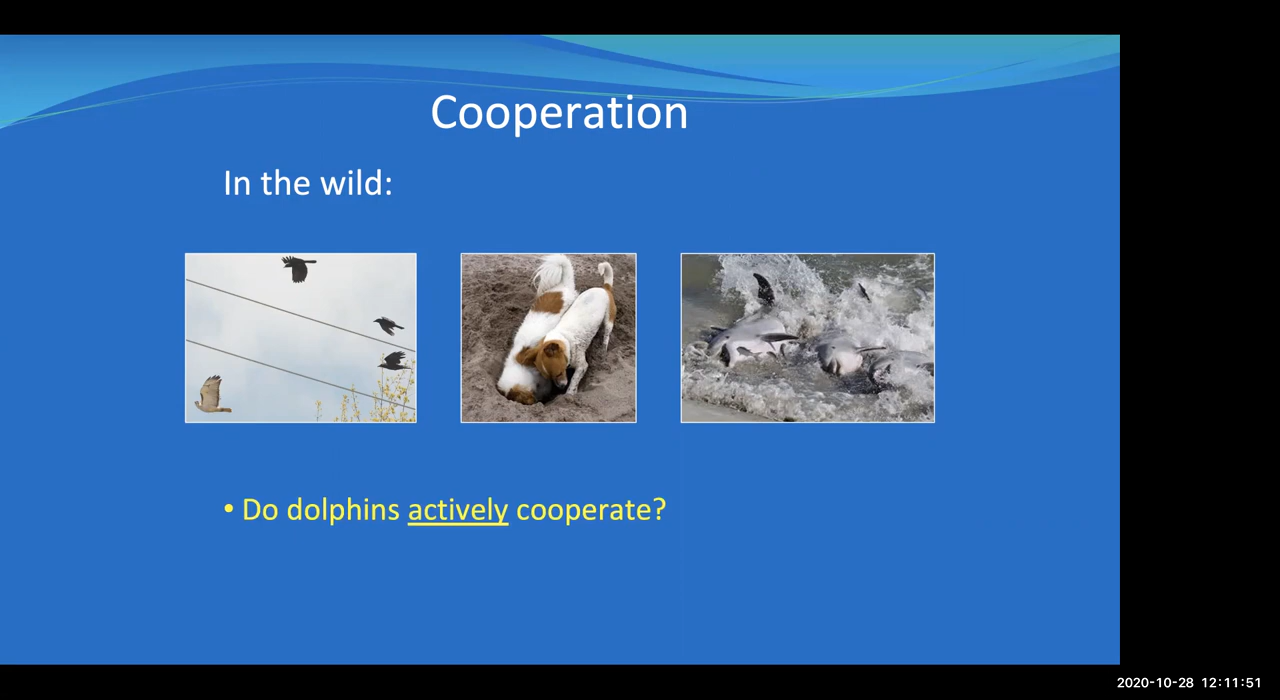 Cooperation
In the wild:
• Do dolphins actively cooperate?
2020-10-28 12:11:51